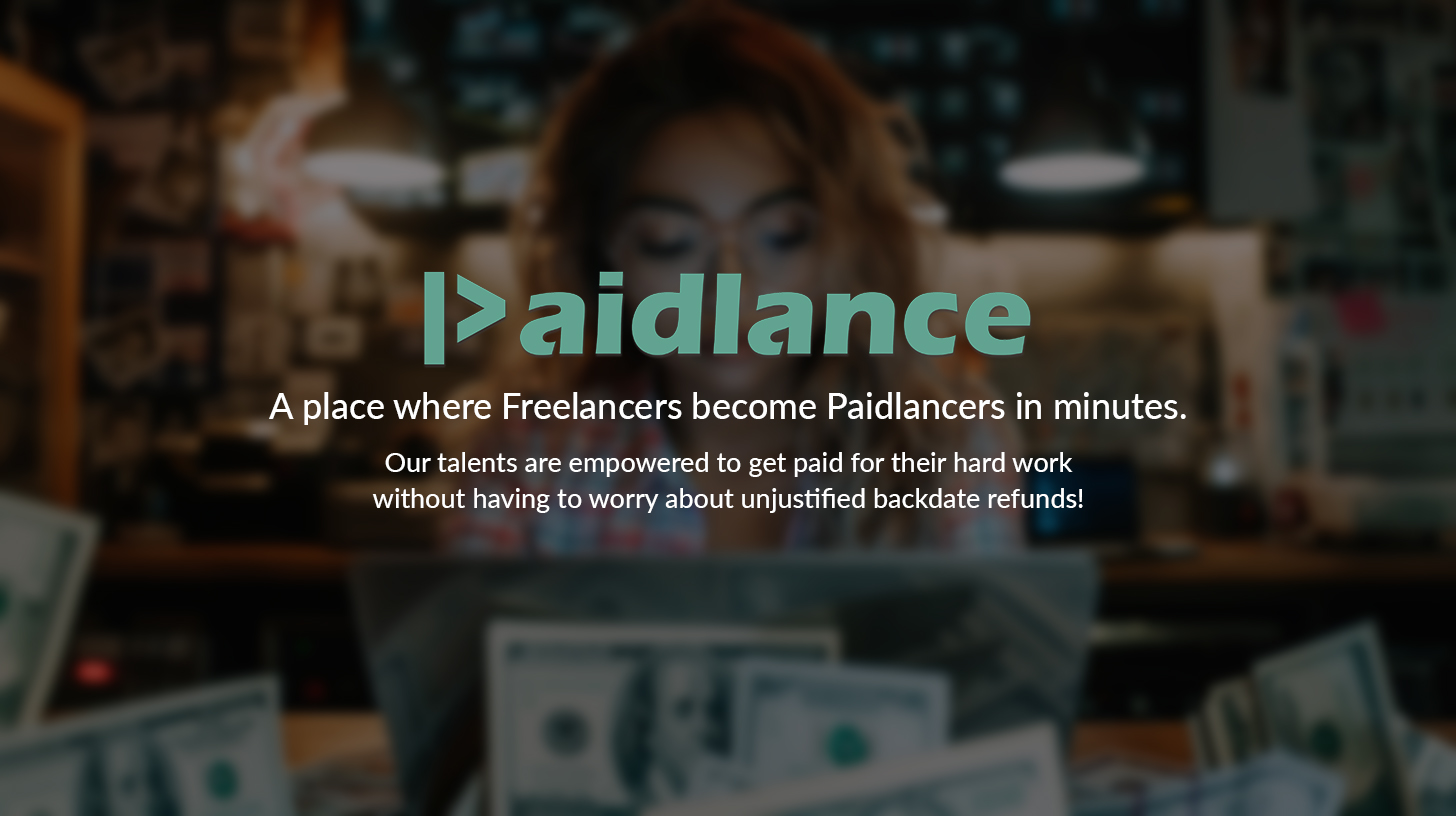 Paidlance
A place where Freelancers become Paidlancers in minutes.
Our talents are empowered to get paid for their hard work
without having to worry about unjustified backdate refunds!